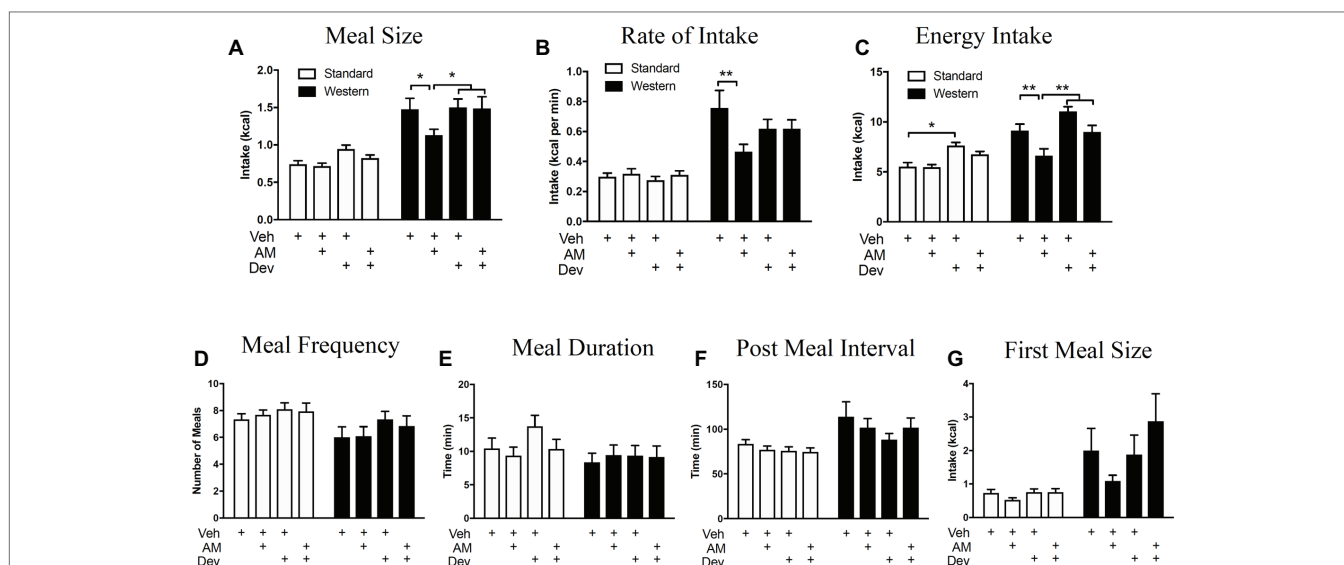 A Meal Size
Intake (kcal)
2.0
1.5
1.0
0.5
0.0
Standard
Western
* *
Veh + + + + + +
AM + + + +
Dev + + + +
B Rate of Intake
Intake (kcal per min)
1.0
0.8
0.6
0.4
0.2
0.0
Standard
Western
**
Veh + + + + + +
AM + + + +
Dev + + + +
C Energy Intake
Intake (kcal)
15
10
5
0
Standard
Western
* ** **
Veh + + + + + +
AM + + + +
Dev + + + +
D Meal Frequency
Number of Meals
10
8
6
4
2
0
Veh + + + + + +
AM + + + +
Dev + + + +
E Meal Duration
Time (min)
20
15
10
5
0
Veh + + + + + +
AM + + + +
Dev + + + +
F Post Meal Interval
Time (min)
150
100
50
0
Veh + + + + + +
AM + + + +
Dev + + + +
G First Meal Size
Intake (kcal)
4
3
2
1
0
Veh + + + + + +
AM + + + +
Dev + + + +